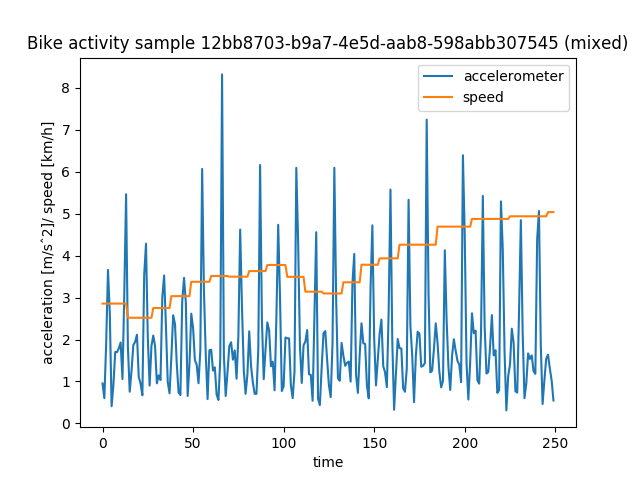 Bike activity sample 12bb8703-b9a7-4e5d-aab8-598abb307545 (mixed)
accelerometer
speed
acceleration [m/s^2]/ speed [km/h]
8
7
6
5
4
3
2
1
0
0 50 100 150 200 250
time